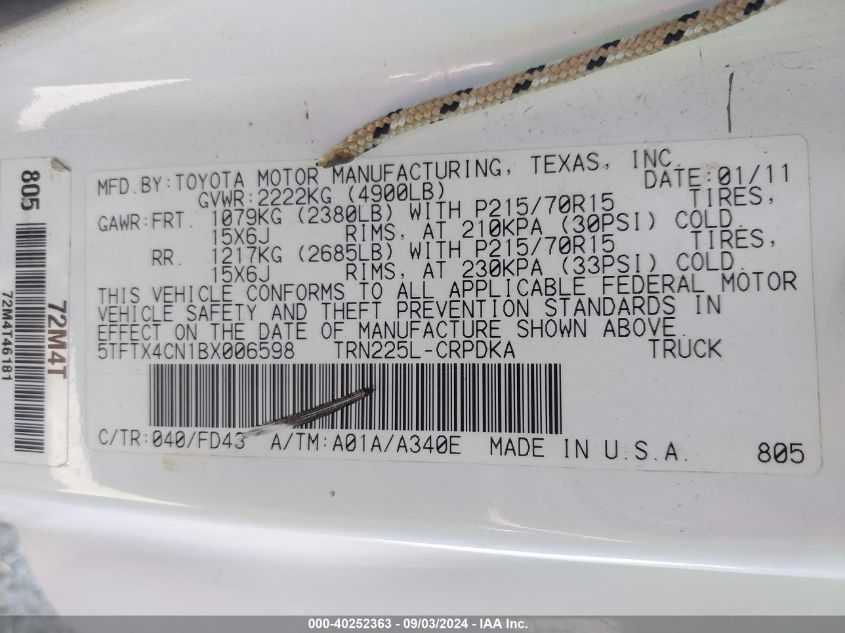 MFD. BY: TOYOTA MOTOR MANUFACTURING, TEXAS, INC.
DATE: 01/11
GVWR: 2222KG (4900LB)
GAWR: FRT. 1079KG (2380LB) WITH P215/70R15 TIRES,
15X6J RIMS, AT 210KPA (30PSI) COLD.
RR. 1217KG (2685LB) WITH P215/70R15 TIRES,
15X6J RIMS, AT 230KPA (33PSI) COLD.
THIS VEHICLE CONFORMS TO ALL APPLICABLE FEDERAL MOTOR
VEHICLE SAFETY AND THEFT PREVENTION STANDARDS IN
EFFECT ON THE DATE OF MANUFACTURE SHOWN ABOVE.
5TFTX4CN1BX006598 TRN225L-CRPDKA TRUCK
C/TR: 040/FD43 A/TM: A01A/A340E MADE IN U.S.A. 805
805
72M4T
72M4T46181
000-40252363 - 09/03/2024 - IAA Inc.